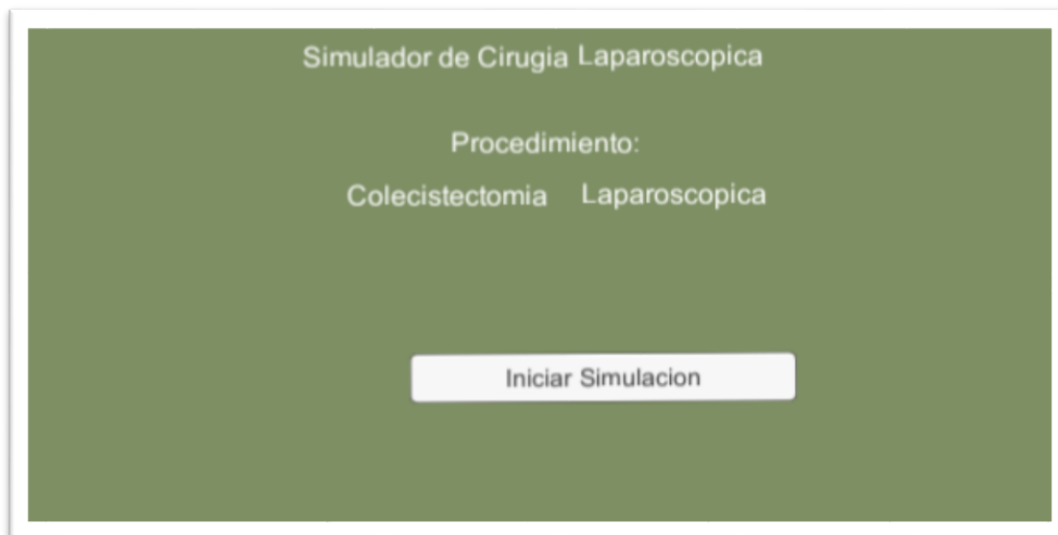 Simulador de Cirugia Laparoscopica
Procedimiento:
Colecistectomia Laparoscopica
Iniciar Simulacion